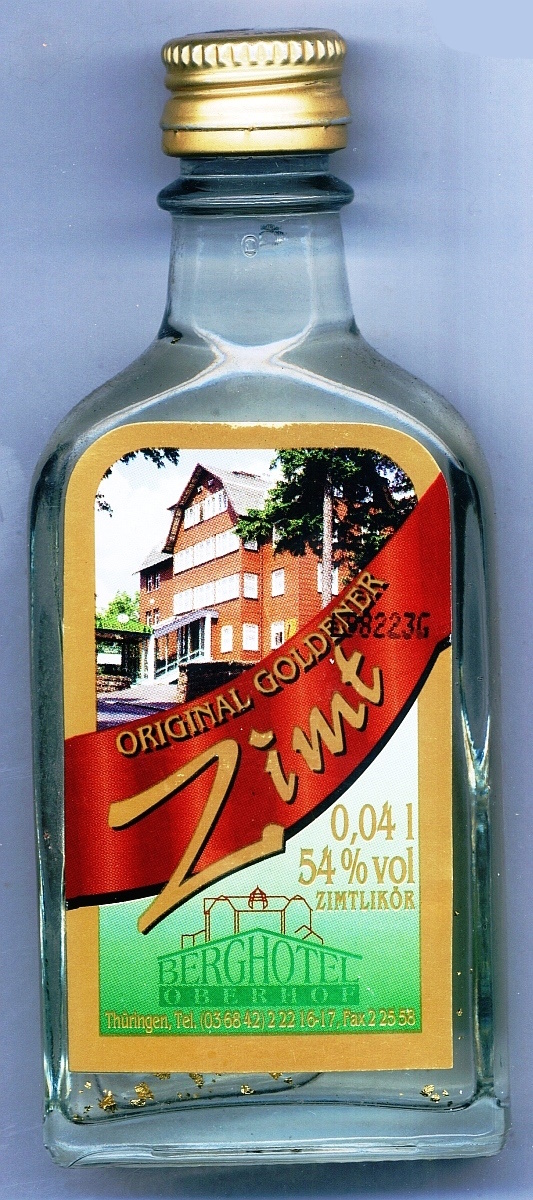 98223G
ORIGINAL GOLDENER
Zimt
0,04 l
54 % vol
ZIMTLIKÖR
BERGHOTEL
OBERHOF
Thüringen, Tel. (03 68 42) 2 22 16-17, Fax 2 25 58